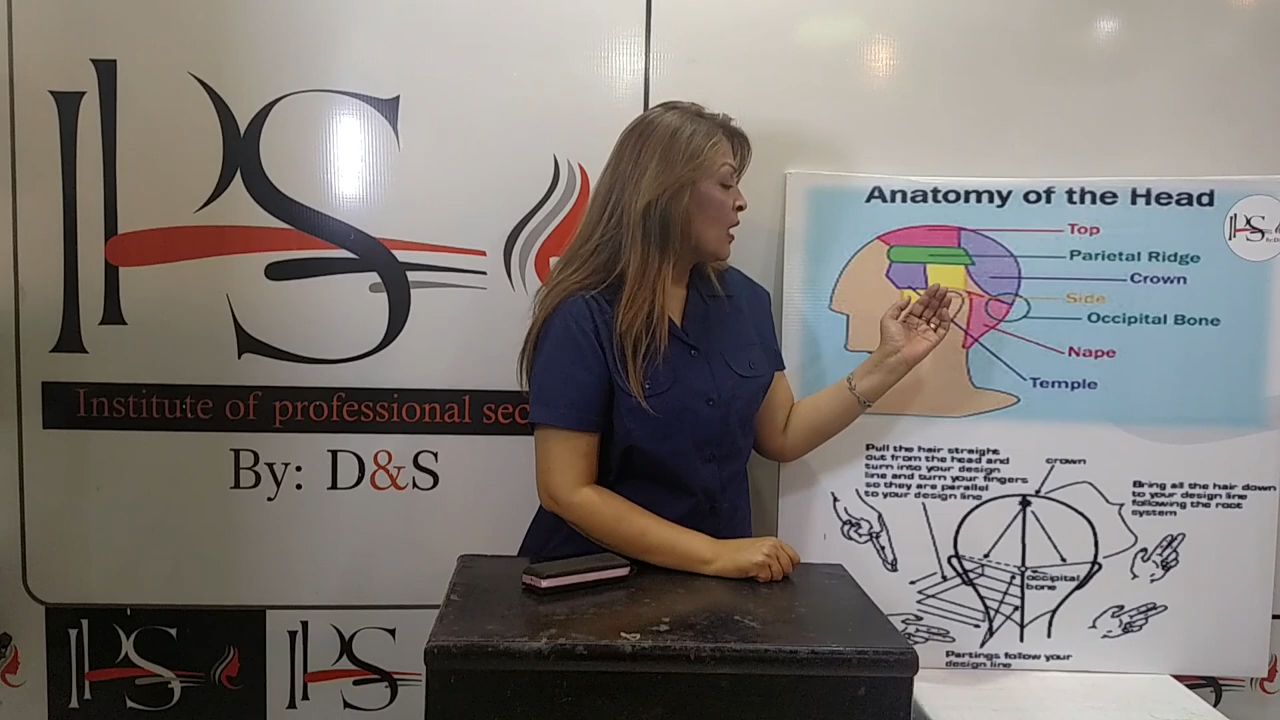 IPS
Institute of professional sec
By: D&S
Anatomy of the Head
Top
Parietal Ridge
Crown
Side
Occipital Bone
Nape
Temple
IPS
Pull the hair straight
out from the head and
turn into your design
line and turn your fingers
so they are parallel
to your design line
crown
Bring all the hair down
to your design line
following the root
system
occipital
bone
Partings follow your
design line
IPS
IPS